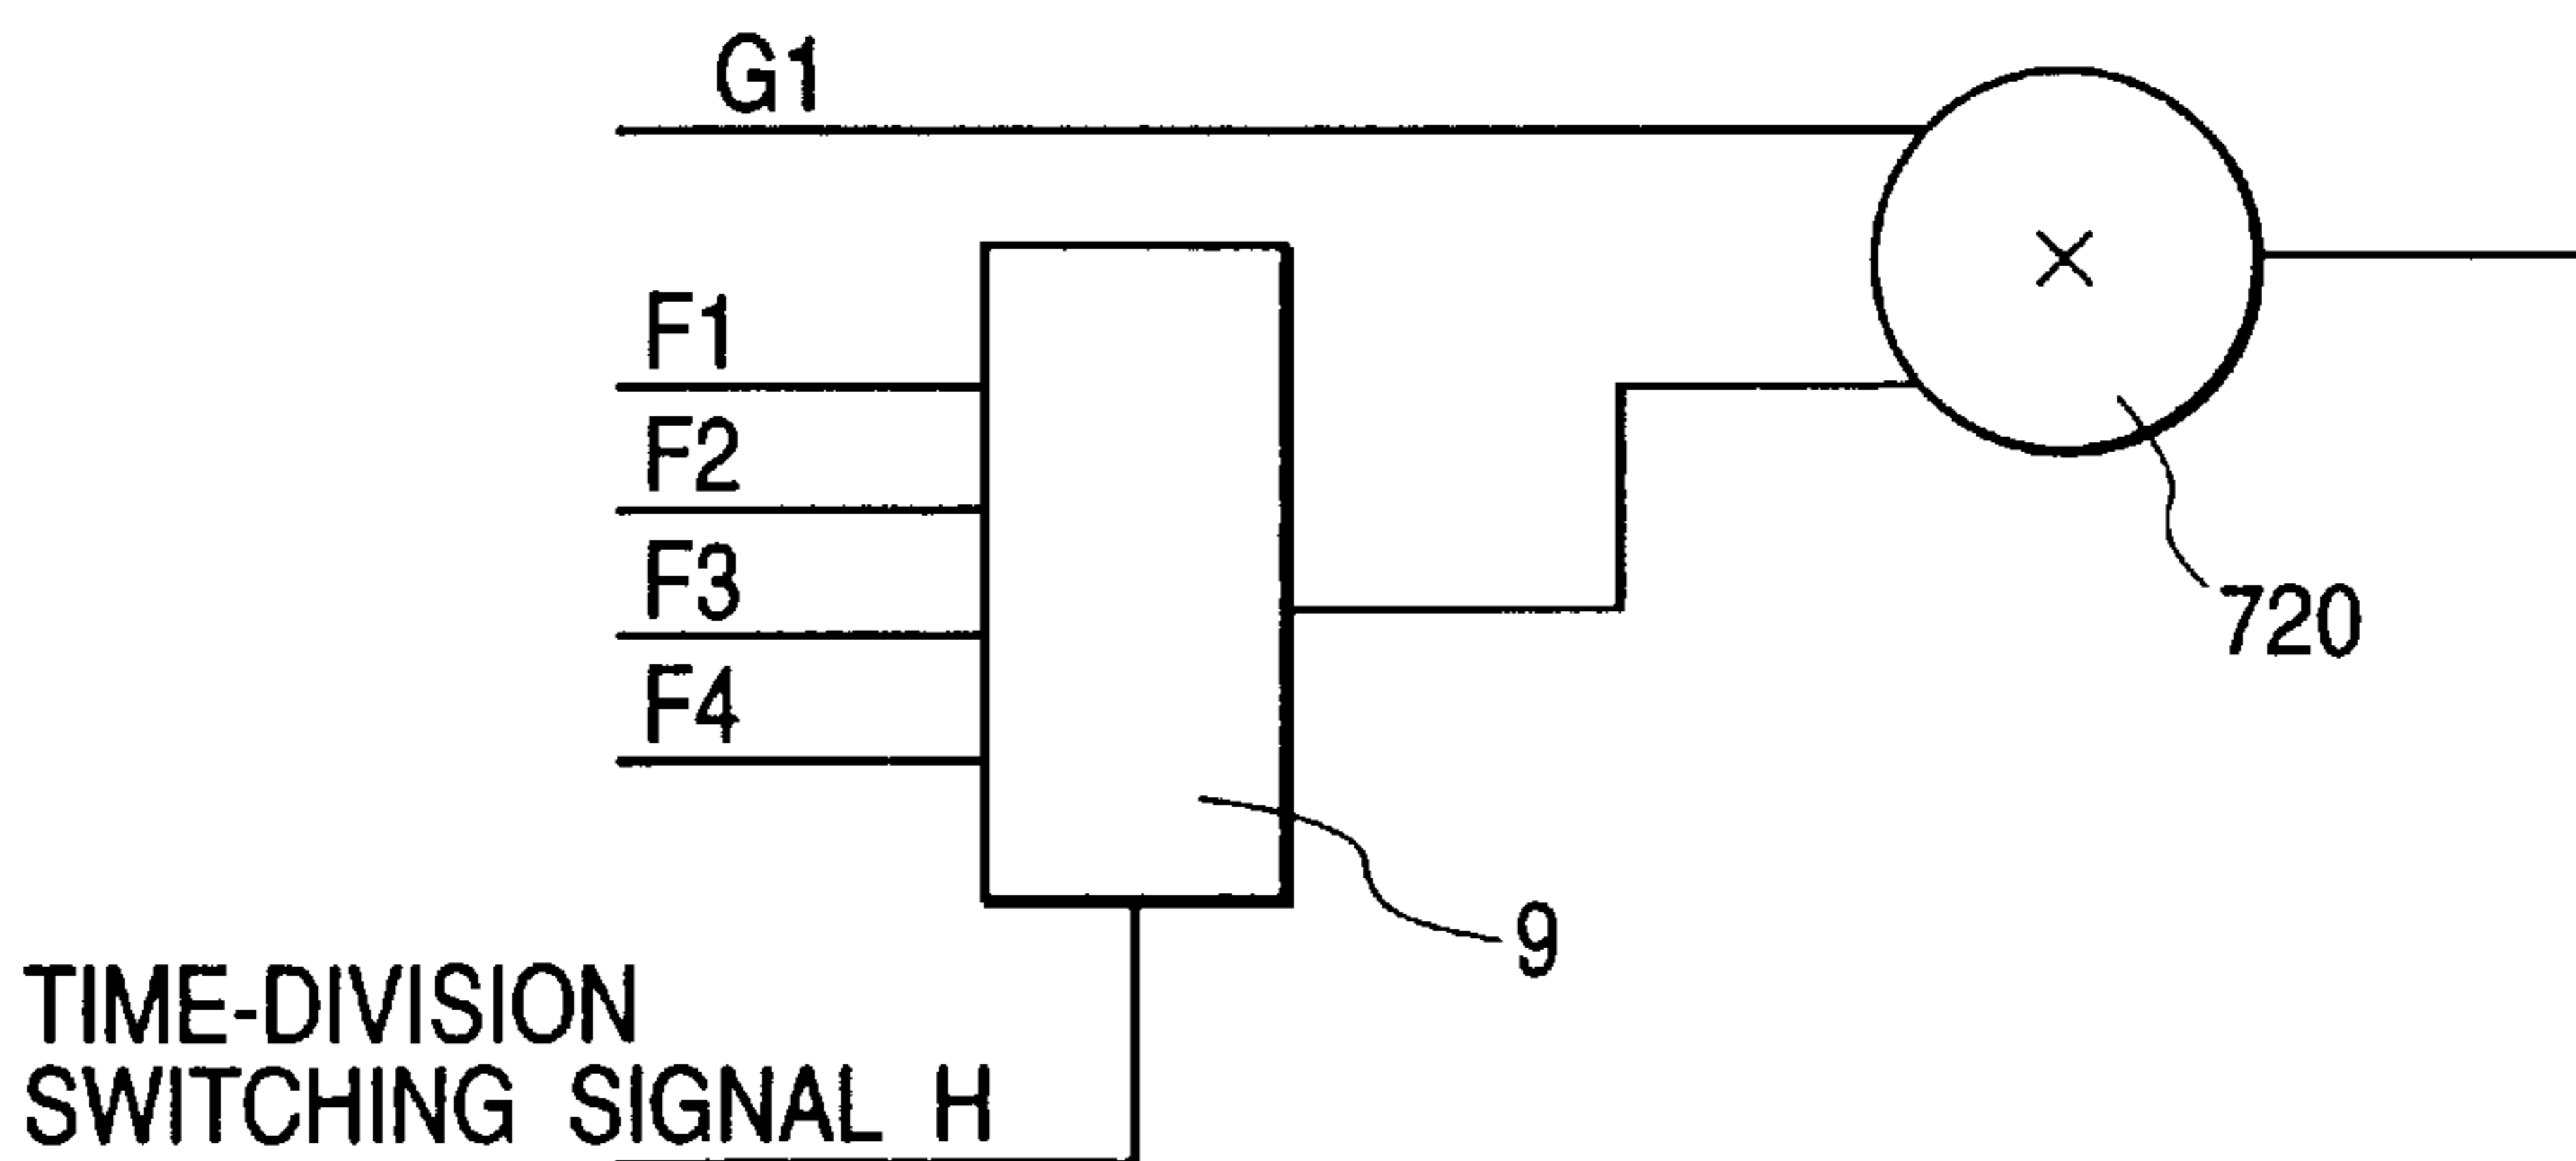 G1
F1
F2
F3
F4
720
9
TIME-DIVISION
SWITCHING SIGNAL H